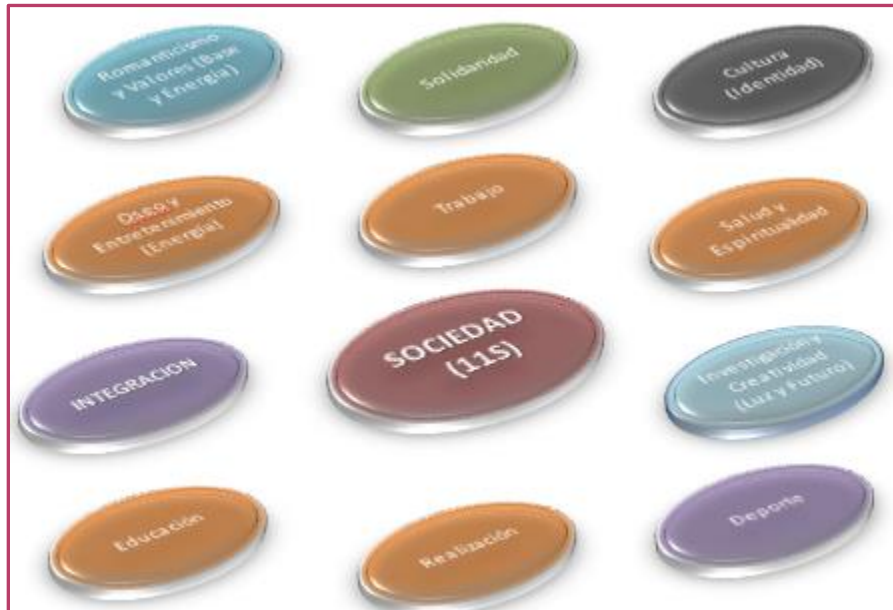 Romanticismo
y Valores (Base
y Energía)
Solidaridad
Cultura
(Identidad)
Entretenimiento
(Energía)
Trabajo
Salud y
Espiritualidad
INTEGRACION
SOCIEDAD
(11S)
Investigación y
Creatividad
(Luz y Futuro)
Educación
Realización
Deporte